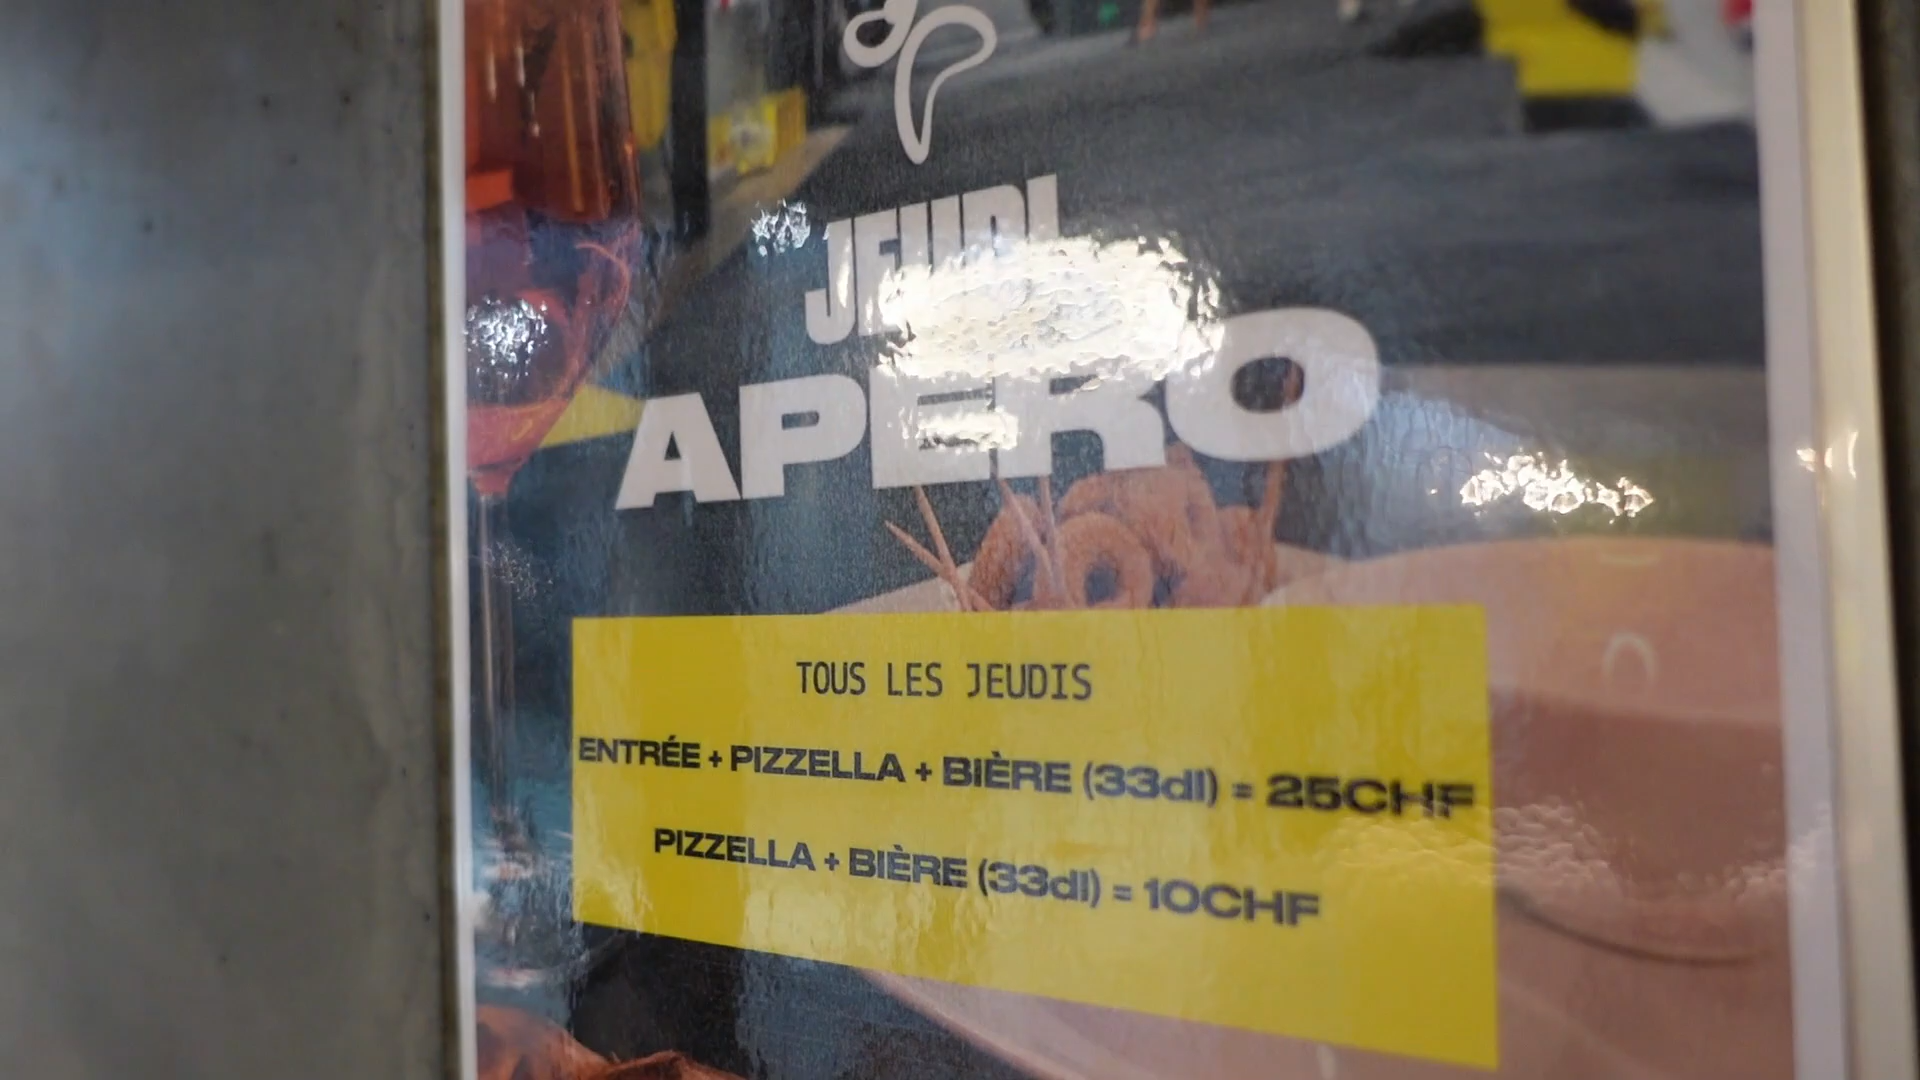 JEUDI
APERO
TOUS LES JEUDIS
ENTRÉE + PIZZELLA + BIÈRE (33dl) = 25CHF
PIZZELLA + BIÈRE (33dl) = 10CHF